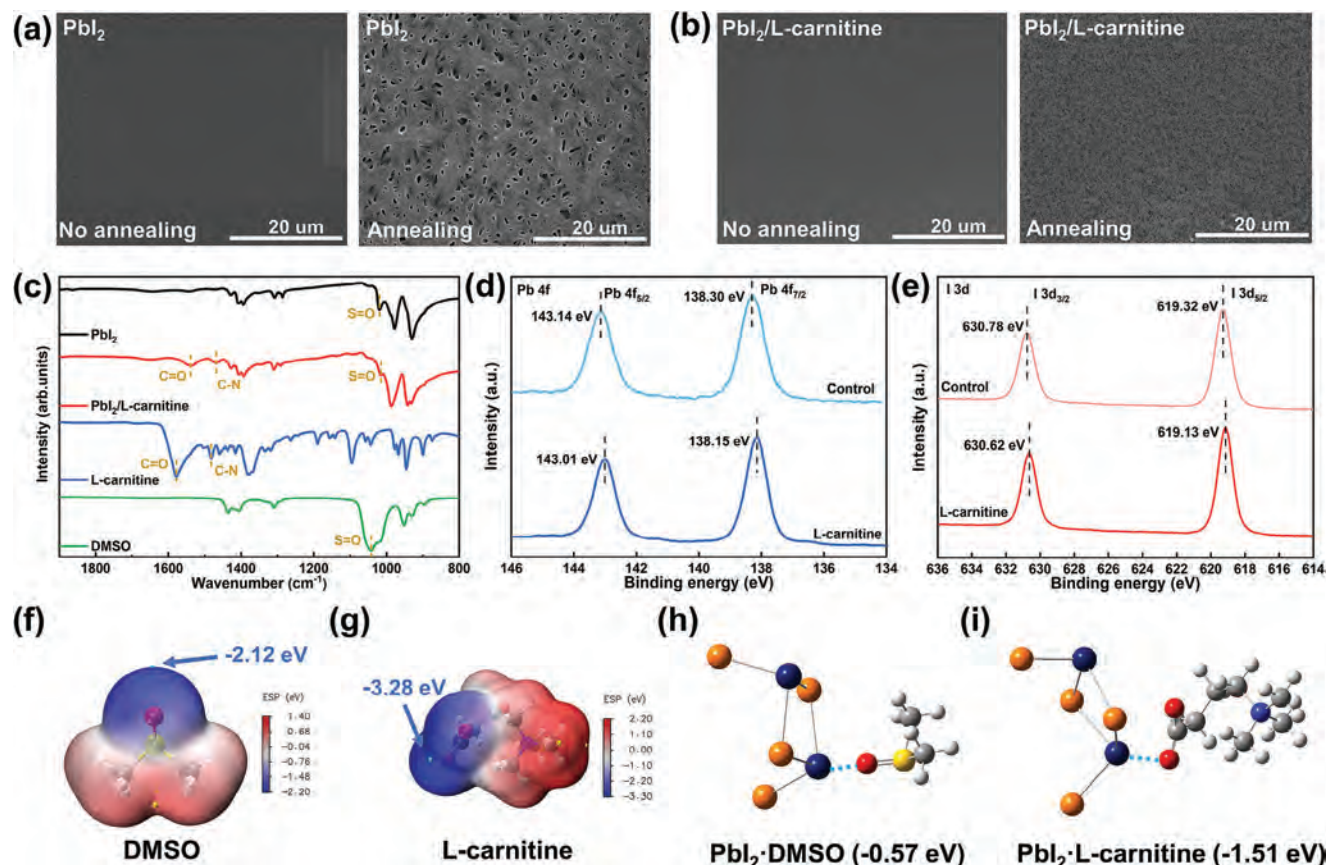 (a)
PbI₂
No annealing
20 um
PbI₂
Annealing
20 um
(b)
PbI₂/L-carnitine
No annealing
20 um
PbI₂/L-carnitine
Annealing
20 um
(c)
Intensity (arb.units)
S=O
PbI₂
C=O
C-N
S=O
PbI₂/L-carnitine
C=O
C-N
L-carnitine
S=O
DMSO
1800 1600 1400 1200 1000 800
Wavenumber (cm⁻¹)
(d)
Intensity (a.u.)
Pb 4f
Pb 4f5/2
138.30 eV
Pb 4f7/2
143.14 eV
Control
138.15 eV
143.01 eV
L-carnitine
146 144 142 140 138 136 134
Binding energy (eV)
(e)
Intensity (a.u.)
I 3d
I 3d3/2
I 3d5/2
619.32 eV
630.78 eV
Control
619.13 eV
630.62 eV
L-carnitine
636 634 632 630 628 626 624 622 620 618 616 614
Binding energy (eV)
(f)
-2.12 eV
ESP (eV)
1.40
0.68
-0.04
-0.76
-1.48
-2.20
DMSO
(g)
-3.28 eV
ESP (eV)
2.20
1.10
0.00
-1.10
-2.20
-3.30
L-carnitine
(h)
PbI₂·DMSO (-0.57 eV)
(i)
PbI₂·L-carnitine (-1.51 eV)